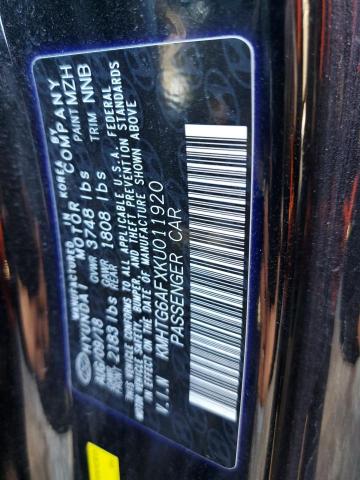 MANUFACTURED IN KOREA BY
HYUNDAI MOTOR COMPANY
GVWR 3748 lbs
PAINT MZH
1808 lbs
TRIM NNB
2183 lbs
THIS VEHICLE CONFORMS TO ALL APPLICABLE U.S.A. FEDERAL
MOTOR VEHICLE SAFETY, BUMPER, AND THEFT PREVENTION STANDARDS
IN EFFECT ON THE DATE OF MANUFACTURE SHOWN ABOVE
V.I.N KMHTG6AFXKU011920
PASSENGER CAR